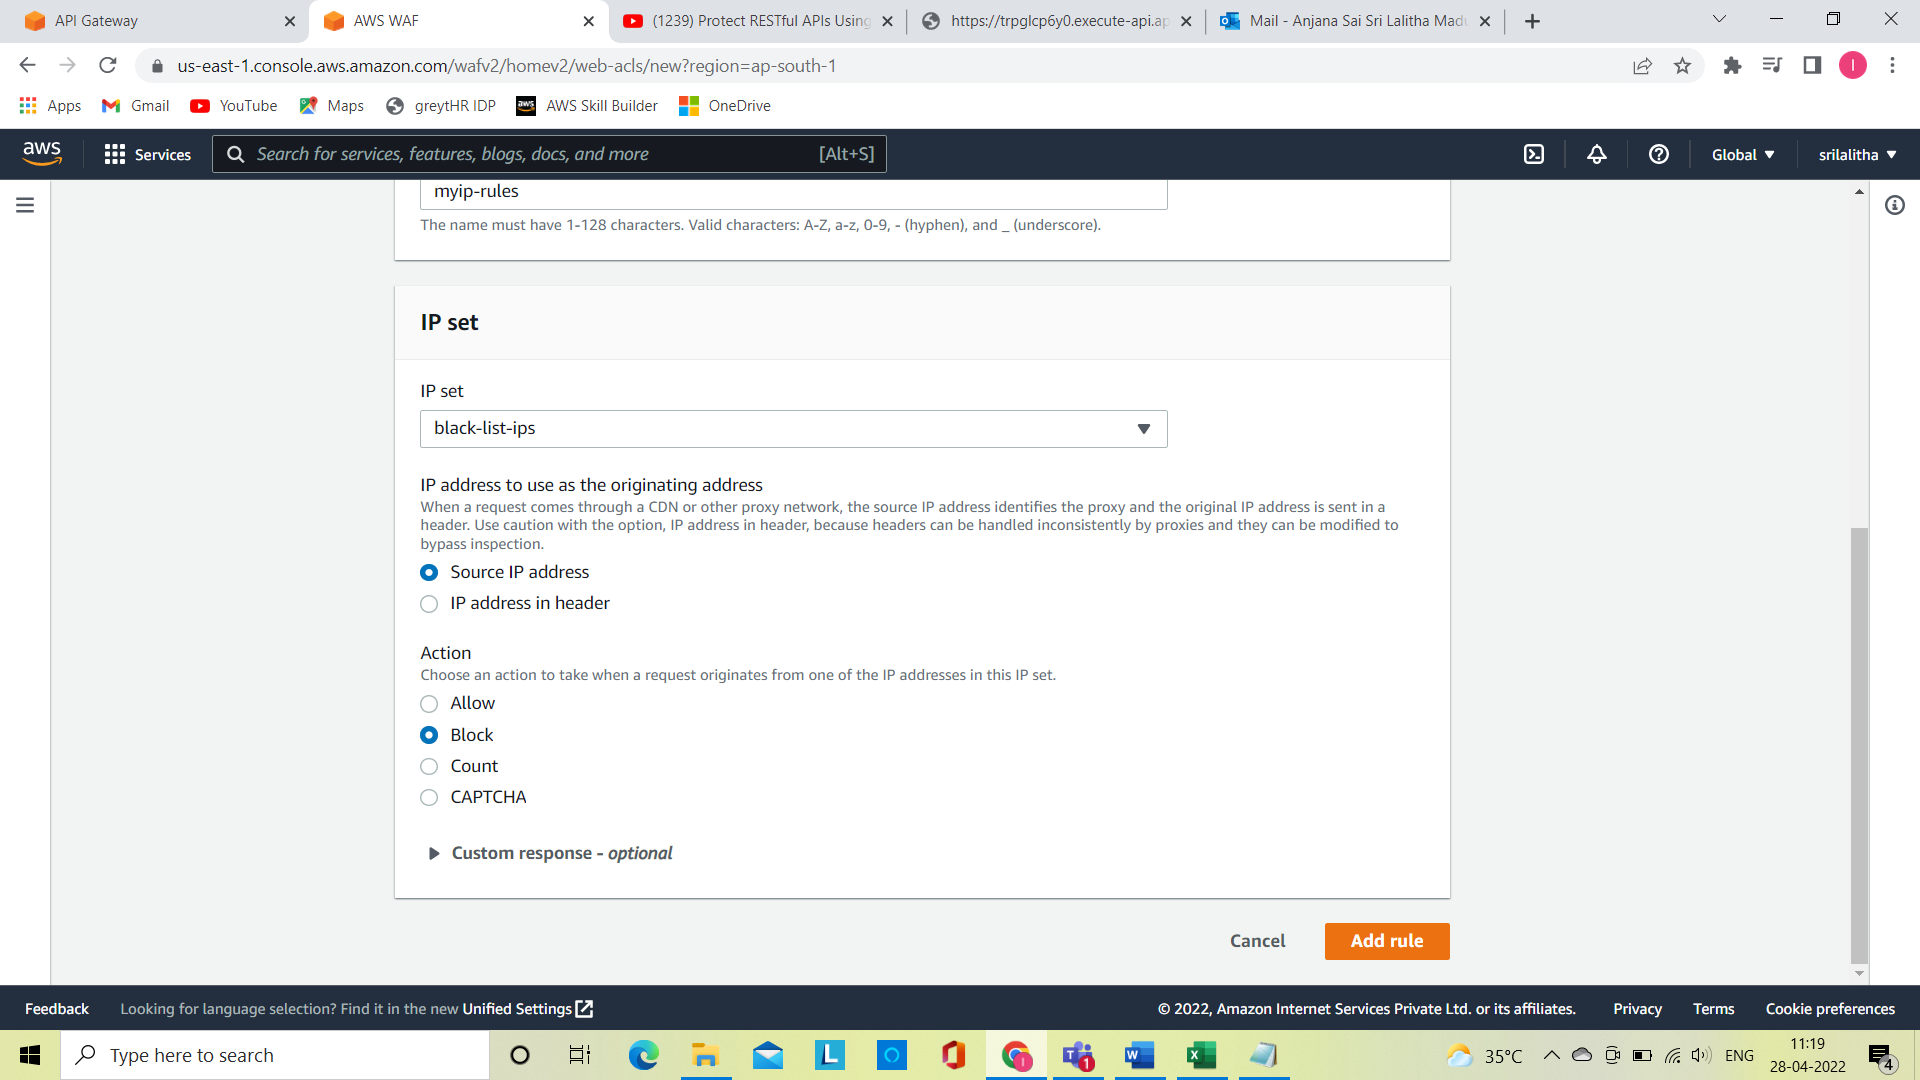 API Gateway
AWS WAF
(1239) Protect RESTful APIs Using
https://trpglcp6y0.execute-api.ap
Mail - Anjana Sai Sri Lalitha Madu
us-east-1.console.aws.amazon.com/wafv2/homev2/web-acls/new?region=ap-south-1
I
Apps
Gmail
YouTube
Maps
greytHR IDP
aws
AWS Skill Builder
OneDrive
aws
Services
Search for services, features, blogs, docs, and more
[Alt+S]
Global
srilalitha
myip-rules
The name must have 1-128 characters. Valid characters: A-Z, a-z, 0-9, - (hyphen), and _ (underscore).
IP set
IP set
black-list-ips
IP address to use as the originating address
When a request comes through a CDN or other proxy network, the source IP address identifies the proxy and the original IP address is sent in a
header. Use caution with the option, IP address in header, because headers can be handled inconsistently by proxies and they can be modified to
bypass inspection.
Source IP address
IP address in header
Action
Choose an action to take when a request originates from one of the IP addresses in this IP set.
Allow
Block
Count
CAPTCHA
Custom response - optional
Cancel
Add rule
Feedback
Looking for language selection? Find it in the new Unified Settings
© 2022, Amazon Internet Services Private Ltd. or its affiliates.
Privacy
Terms
Cookie preferences
Type here to search
35°C
ENG
11:19
28-04-2022
4